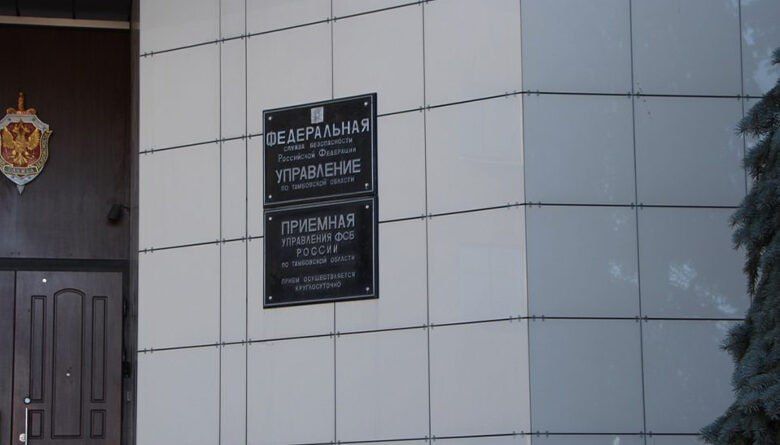 ФЕДЕРАЛЬНАЯ
СЛУЖБА БЕЗОПАСНОСТИ
Российской Федерации
УПРАВЛЕНИЕ
ПО ТАМБОВСКОЙ ОБЛАСТИ
ПРИЕМНАЯ
УПРАВЛЕНИЯ ФСБ
РОССИИ
ПО ТАМБОВСКОЙ ОБЛАСТИ
ПРИЕМ ОСУЩЕСТВЛЯЕТСЯ
КРУГЛОСУТОЧНО